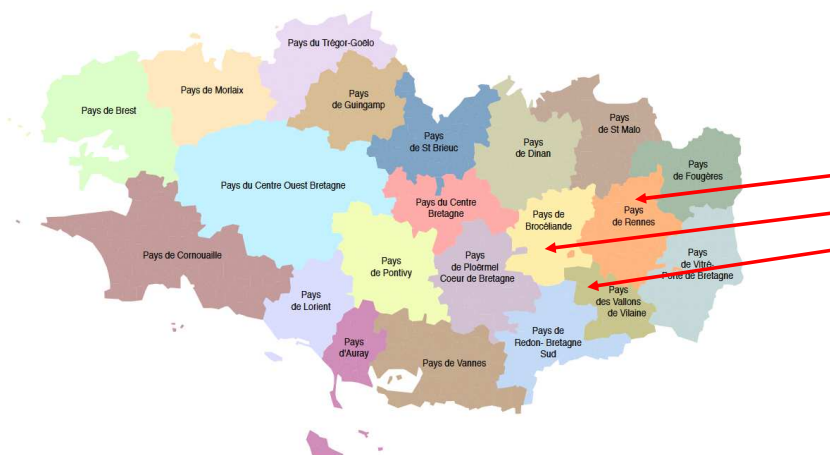 Pays du Trégor-Goëlo
Pays de Brest
Pays de Morlaix
Pays
de Guingamp
Pays
de St Brieuc
Pays
de Dinan
Pays
de St Malo
Pays
de Fougères
Pays du Centre Ouest Bretagne
Pays du Centre
Bretagne
Pays de
Brocéliande
Pays
de Rennes
Pays de Cornouaille
Pays
de Pontivy
Pays
de Ploërmel
Coeur de Bretagne
Pays
de Vitré-
Porte de Bretagne
Pays
de Lorient
Pays
des Vallons
de Vilaine
Pays
d'Auray
Pays de Vannes
Pays de
Redon- Bretagne
Sud